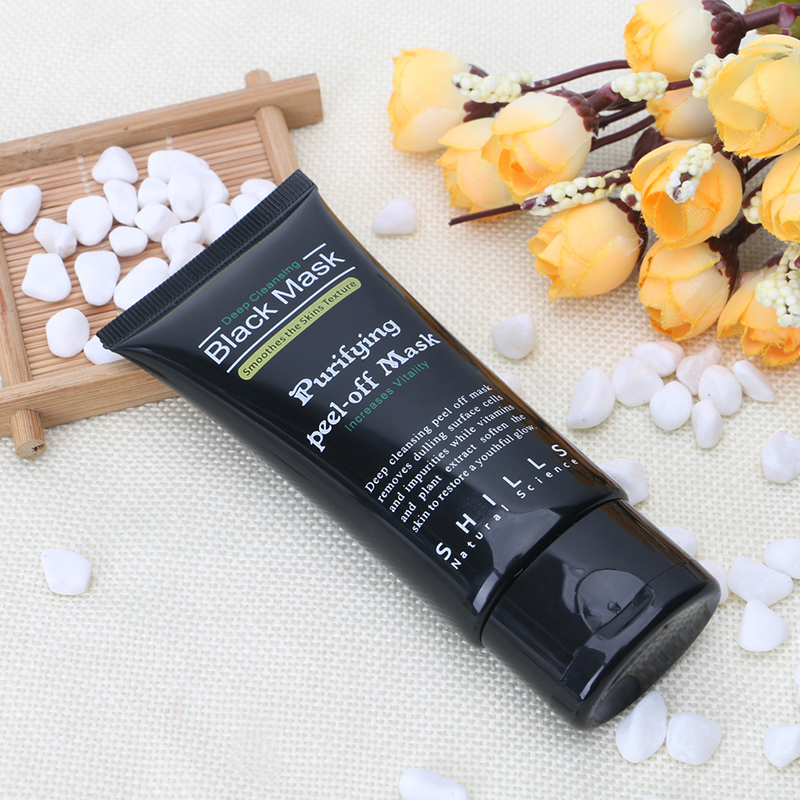 Deep Cleansing
Black Mask
Smoothes the Skins Texture
Purifying
peel-off Mask
Increases Vitality
Deep cleansing peel off mask
removes dulling surface cells
and impurities while vitamins
and plant extract soften the
skin to restore a youthful glow.
SHILLS
Natural Science